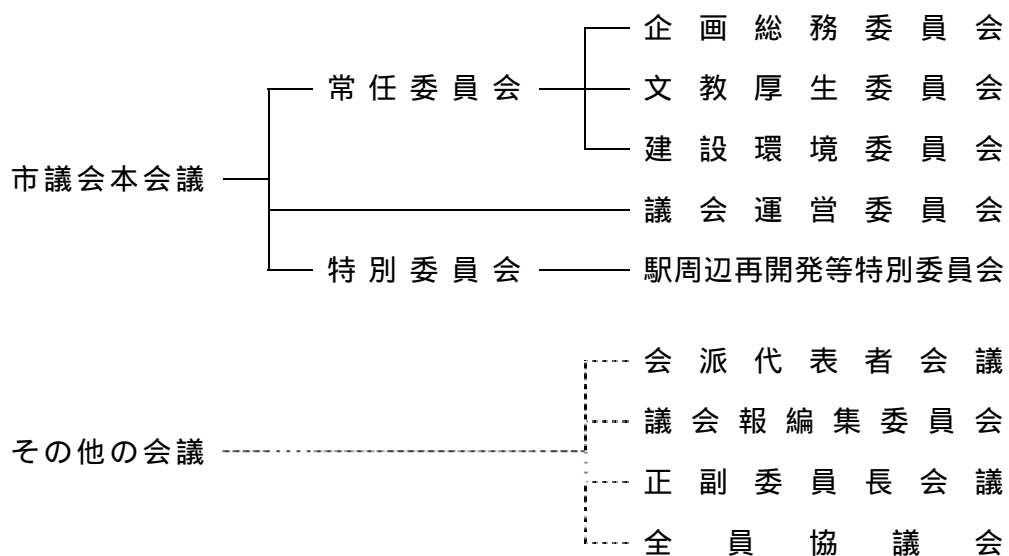 企画総務委員会
常任委員会
文教厚生委員会
建設環境委員会
市議会本会議
議会運営委員会
特別委員会
駅周辺再開発等特別委員会
会派代表者会議
議会報編集委員会
その他の会議
正副委員長会議
全員協議会